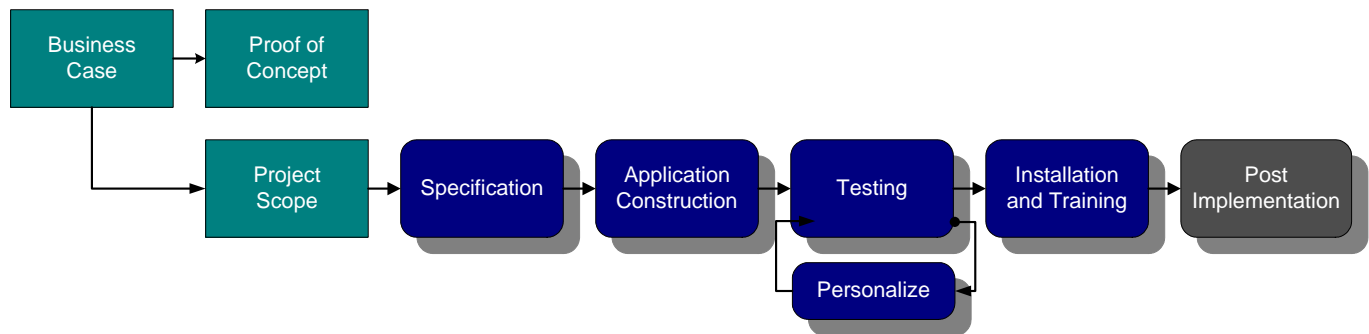 Business
Case
Proof of
Concept
Project
Scope
Specification
Application
Construction
Testing
Installation
and Training
Post
Implementation
Personalize